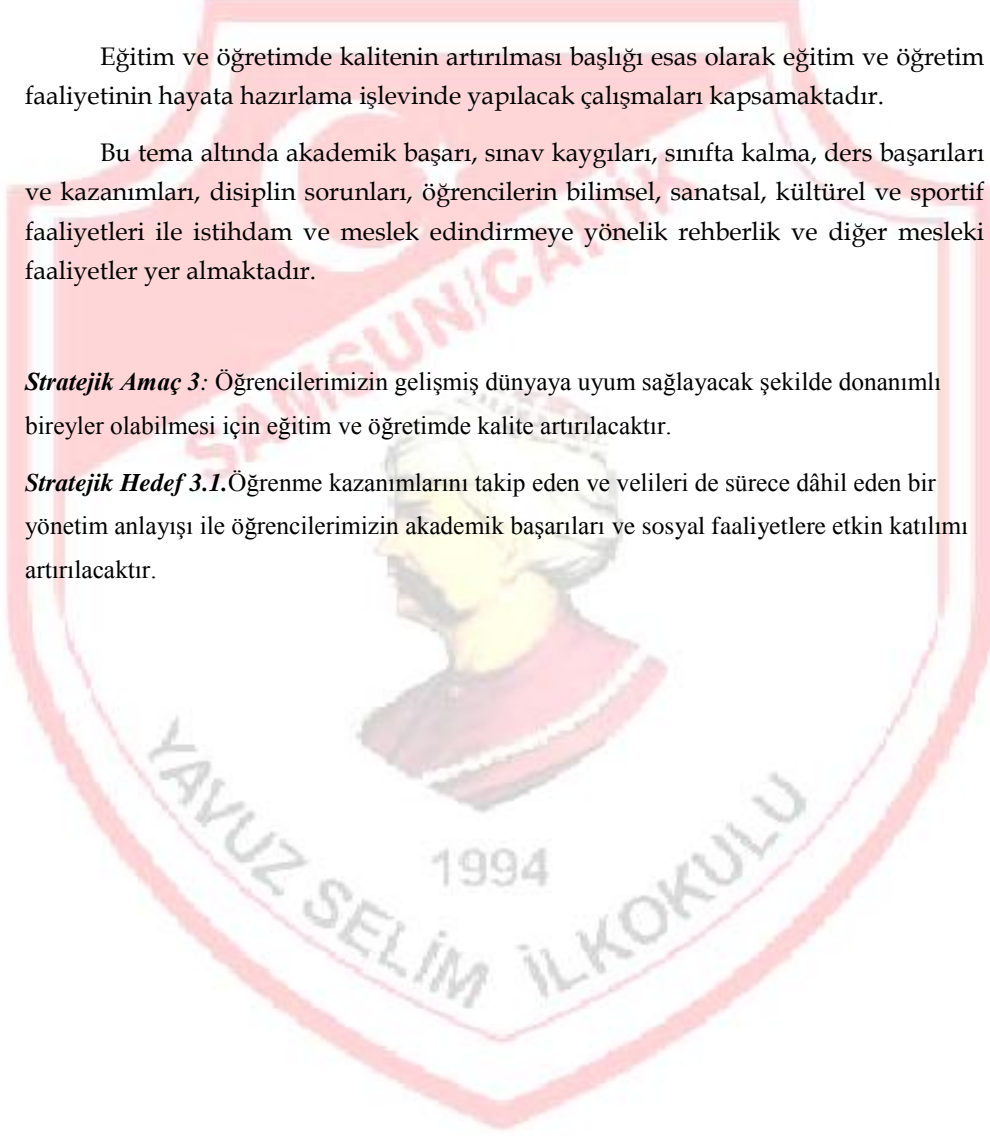 Eğitim ve öğretimde kalitenin artırılması başlığı esas olarak eğitim ve öğretim
faaliyetinin hayata hazırlama işlevinde yapılacak çalışmaları kapsamaktadır.
Bu tema altında akademik başarı, sınav kaygıları, sınıfta kalma, ders başarıları
ve kazanımları, disiplin sorunları, öğrencilerin bilimsel, sanatsal, kültürel ve sportif
faaliyetleri ile istihdam ve meslek edindirmeye yönelik rehberlik ve diğer mesleki
faaliyetler yer almaktadır.
SAMSUN/CANİK
Stratejik Amaç 3: Öğrencilerimizin gelişmiş dünyaya uyum sağlayacak şekilde donanımlı
bireyler olabilmesi için eğitim ve öğretimde kalite artırılacaktır.
Stratejik Hedef 3.1.Öğrenme kazanımlarını takip eden ve velileri de sürece dâhil eden bir
yönetim anlayışı ile öğrencilerimizin akademik başarıları ve sosyal faaliyetlere etkin katılımı
artırılacaktır.
1994
YAVUZ SELİM İLKOKULU